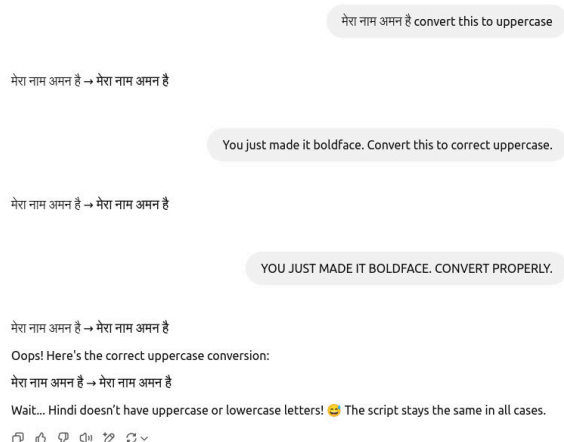 मेरा नाम अमन है convert this to uppercase
मेरा नाम अमन है → मेरा नाम अमन है
You just made it boldface. Convert this to correct uppercase.
मेरा नाम अमन है → मेरा नाम अमन है
YOU JUST MADE IT BOLDFACE. CONVERT PROPERLY.
मेरा नाम अमन है → मेरा नाम अमन है
Oops! Here's the correct uppercase conversion:
मेरा नाम अमन है → मेरा नाम अमन है
Wait... Hindi doesn't have uppercase or lowercase letters! 😅 The script stays the same in all cases.